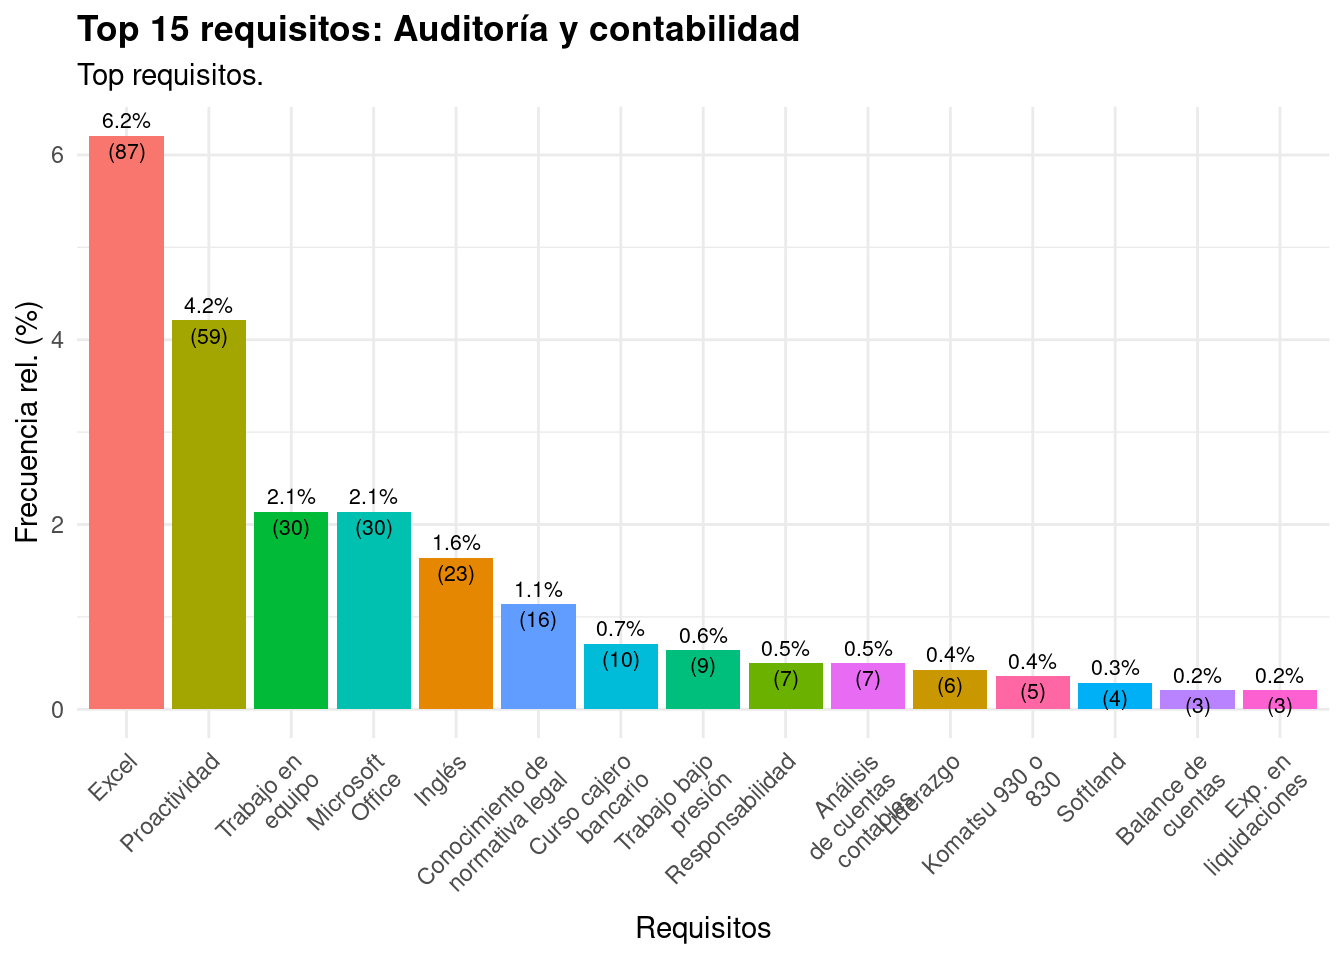 Top 15 requisitos: Auditoría y contabilidad
Top requisitos.
Frecuencia rel. (%)
6
4
2
0
6.2%
(87)
4.2%
(59)
2.1%
(30)
2.1%
(30)
1.6%
(23)
1.1%
(16)
0.7%
(10)
0.6%
(9)
0.5%
(7)
0.5%
(7)
0.4%
(6)
0.4%
(5)
0.3%
(4)
0.2%
(3)
0.2%
(3)
Excel
Proactividad
Trabajo en
equipo
Microsoft
Office
Inglés
Conocimiento de
normativa legal
Curso cajero
bancario
Trabajo bajo
presión
Responsabilidad
Análisis
de cuentas
contables
Liderazgo
Komatsu 930 o
830
Softland
Balance de
cuentas
Exp. en
liquidaciones
Requisitos